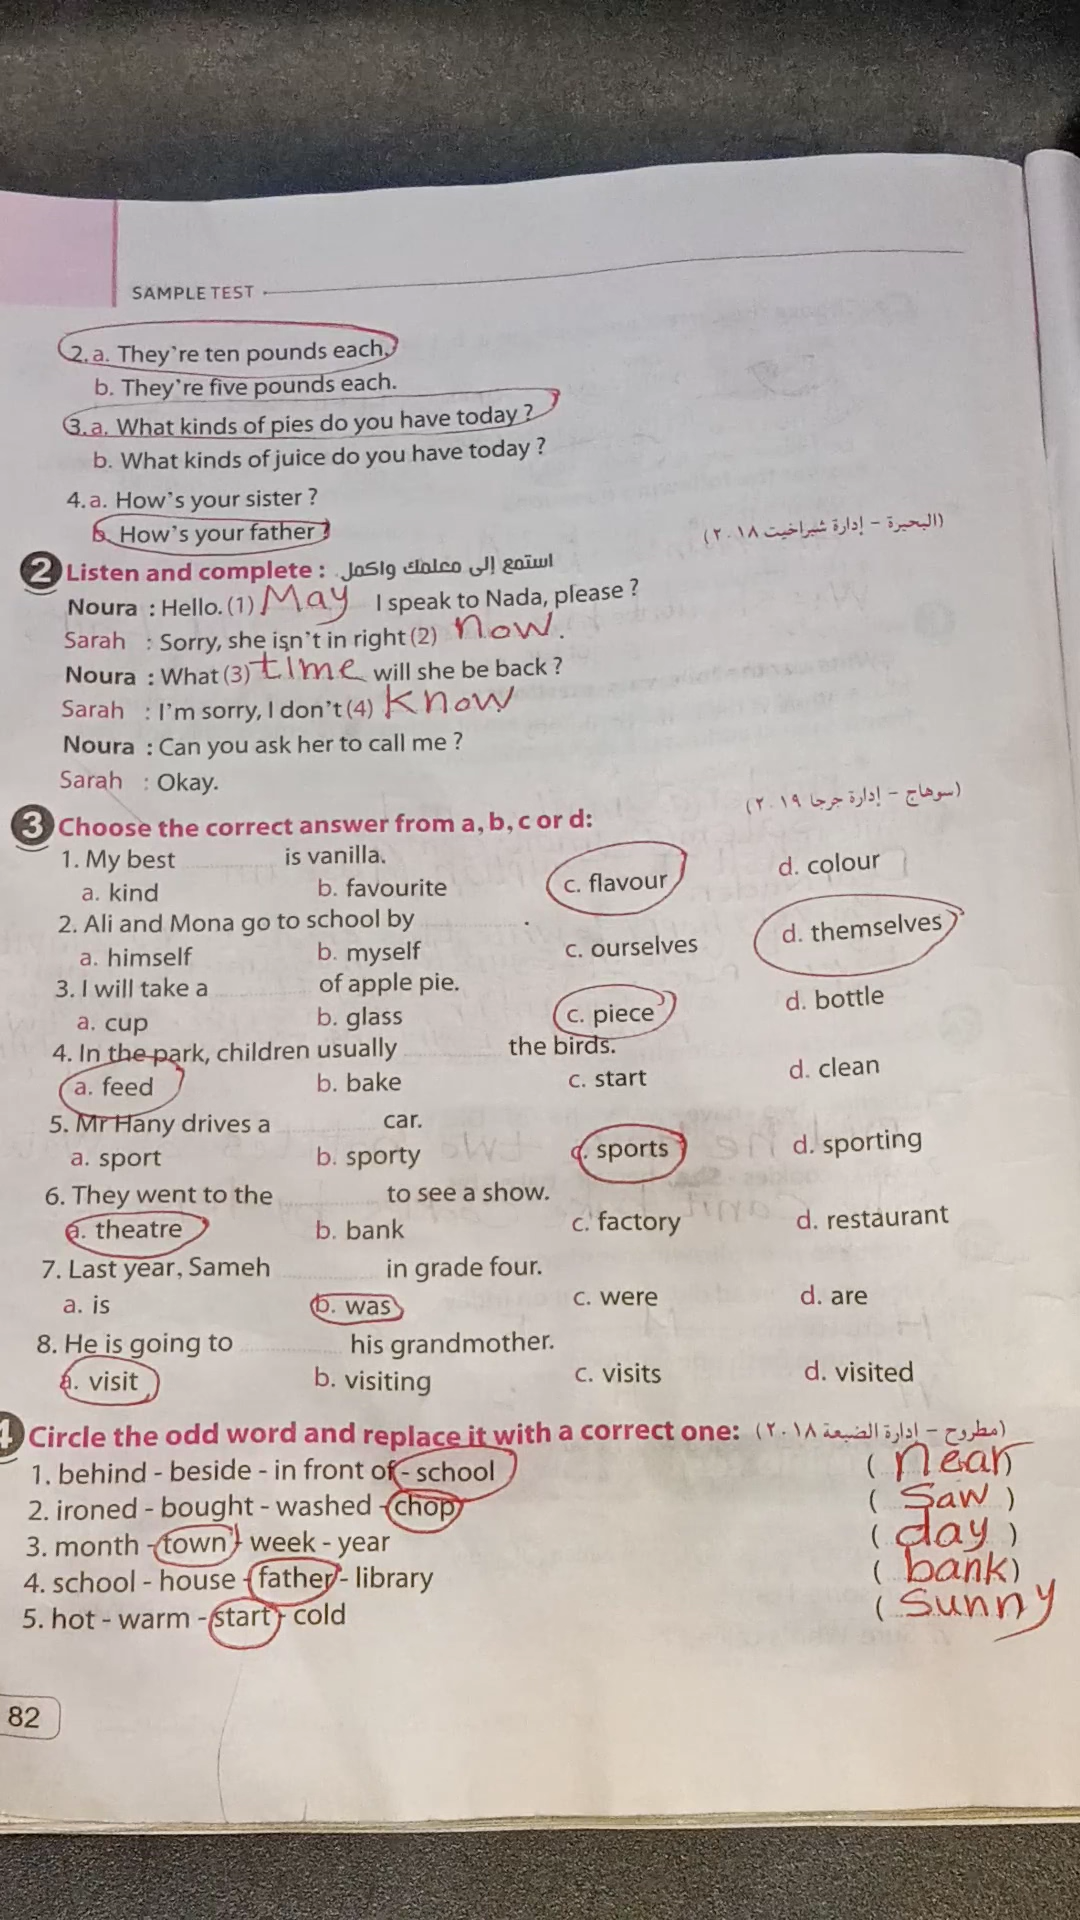 SAMPLE TEST
2. a. They're ten pounds each.
b. They're five pounds each.
3. a. What kinds of pies do you have today ?
b. What kinds of juice do you have today ?
4. a. How's your sister ?
b. How's your father ?
(البحيرة - إدارة شبراخيت ٢٠١٨)
2 Listen and complete : استمع إلى معلمك واكمل.
Noura : Hello. (1) May I speak to Nada, please ?
Sarah : Sorry, she isn't in right (2) now.
Noura : What (3) time will she be back ?
Sarah : I'm sorry, I don't (4) know
Noura : Can you ask her to call me ?
Sarah : Okay.
(سوهاج - إدارة جرجا ٢٠١٩)
3 Choose the correct answer from a, b, c or d:
1. My best ........ is vanilla.
a. kind b. favourite c. flavour d. colour
2. Ali and Mona go to school by ........ .
a. himself b. myself c. ourselves d. themselves
3. I will take a ........ of apple pie.
a. cup b. glass c. piece d. bottle
4. In the park, children usually ........ the birds.
a. feed b. bake c. start d. clean
5. Mr Hany drives a ........ car.
a. sport b. sporty c. sports d. sporting
6. They went to the ........ to see a show.
a. theatre b. bank c. factory d. restaurant
7. Last year, Sameh ........ in grade four.
a. is b. was c. were d. are
8. He is going to ........ his grandmother.
a. visit b. visiting c. visits d. visited
4 Circle the odd word and replace it with a correct one: (مطروح - ادارة الضبعة ٢٠١٨)
1. behind - beside - in front of - school ( near
2. ironed - bought - washed - chop ( saw )
3. month - town - week - year ( day )
4. school - house - father - library ( bank )
5. hot - warm - start - cold ( sunny
82